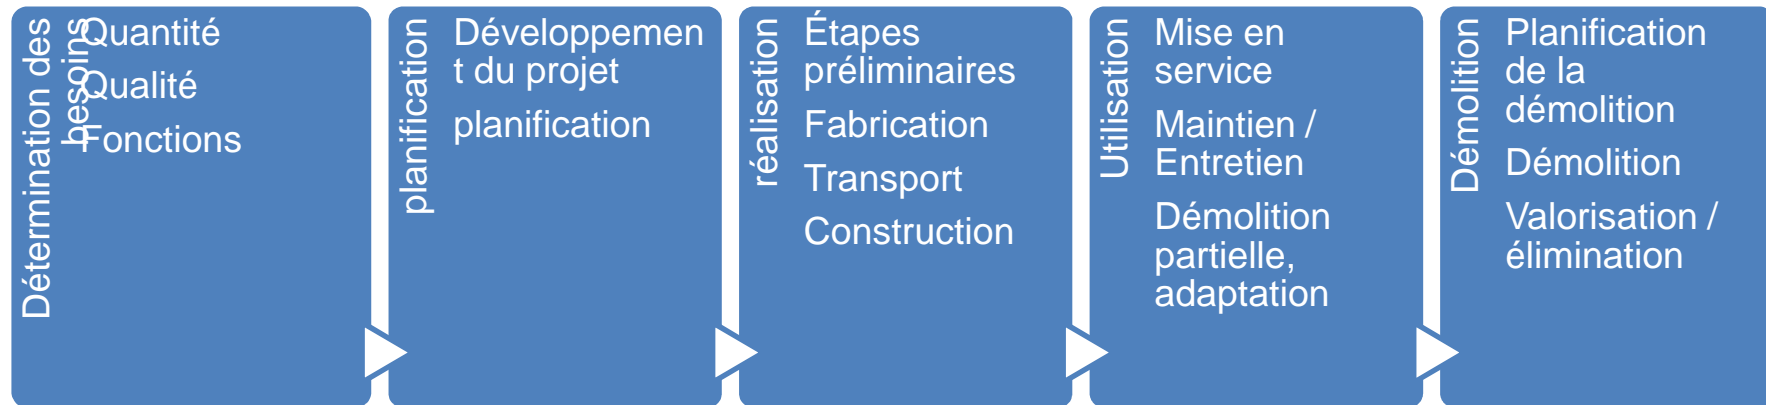 Détermination des
besoins
Quantité
Qualité
Fonctions
planification
Développemen
t du projet
planification
réalisation
Étapes
préliminaires
Fabrication
Transport
Construction
Utilisation
Mise en
service
Maintien /
Entretien
Démolition
partielle,
adaptation
Démolition
Planification
de la
démolition
Démolition
Valorisation /
élimination